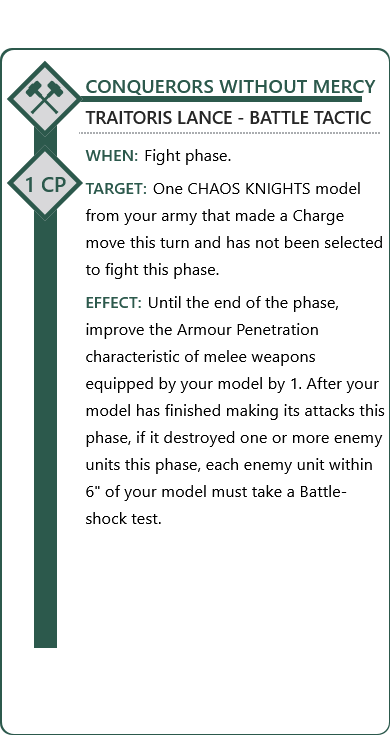 CONQUERORS WITHOUT MERCY
TRAITORIS LANCE - BATTLE TACTIC
WHEN: Fight phase.
1 CP
TARGET: One CHAOS KNIGHTS model
from your army that made a Charge
move this turn and has not been selected
to fight this phase.
EFFECT: Until the end of the phase,
improve the Armour Penetration
characteristic of melee weapons
equipped by your model by 1. After your
model has finished making its attacks this
phase, if it destroyed one or more enemy
units this phase, each enemy unit within
6" of your model must take a Battle-
shock test.